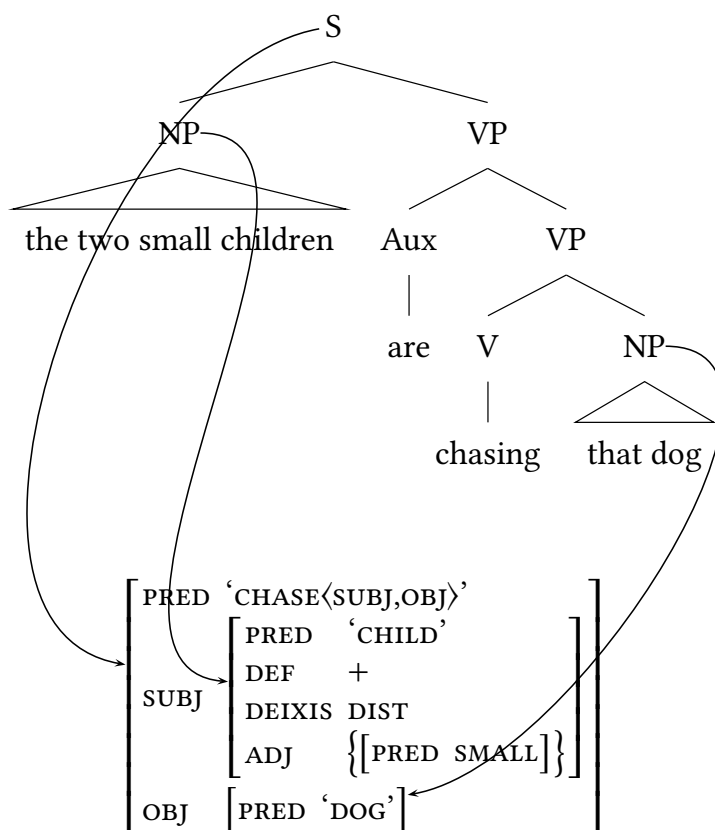 S
NP VP
the two small children Aux VP
are V NP
chasing that dog
PRED ‘CHASE⟨SUBJ,OBJ⟩’
PRED ‘CHILD’
DEF +
SUBJ
DEIXIS DIST
ADJ {[PRED SMALL]}
OBJ [PRED ‘DOG’]